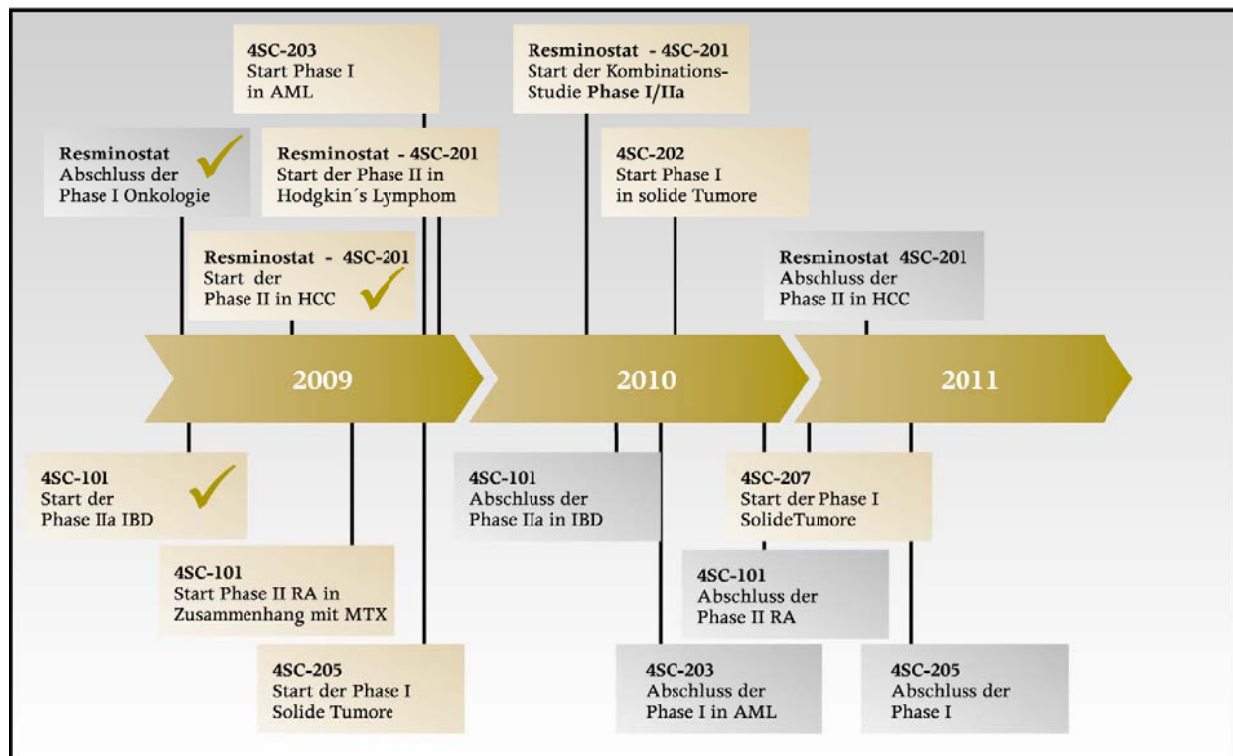 4SC-203
Start Phase I
in AML
Resminostat - 4SC-201
Start der Kombinations-
Studie Phase I/IIa
Resminostat
Abschluss der
Phase I Onkologie
Resminostat - 4SC-201
Start der Phase II in
Hodgkin´s Lymphom
4SC-202
Start Phase I
in solide Tumore
Resminostat - 4SC-201
Start der
Phase II in HCC
Resminostat 4SC-201
Abschluss der
Phase II in HCC
2009
2010
2011
4SC-101
Start der
Phase IIa IBD
4SC-101
Abschluss der
Phase IIa in IBD
4SC-207
Start der Phase I
SolideTumore
4SC-101
Start Phase II RA in
Zusammenhang mit MTX
4SC-101
Abschluss der
Phase II RA
4SC-205
Start der Phase I
Solide Tumore
4SC-203
Abschluss der
Phase I in AML
4SC-205
Abschluss der
Phase I